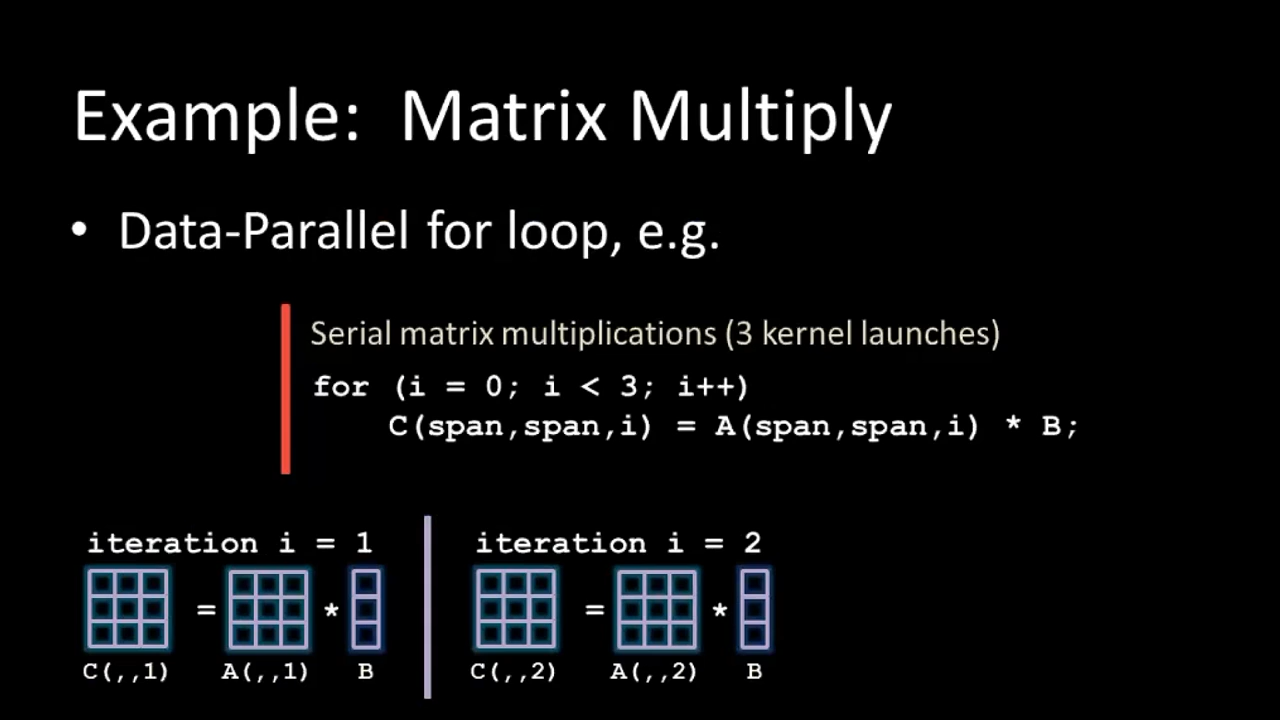 Example: Matrix Multiply
• Data-Parallel for loop, e.g.
Serial matrix multiplications (3 kernel launches)
for (i = 0; i < 3; i++)
C(span,span,i) = A(span,span,i) * B;
iteration i = 1
= *
C(,,1) A(,,1) B
iteration i = 2
= *
C(,,2) A(,,2) B